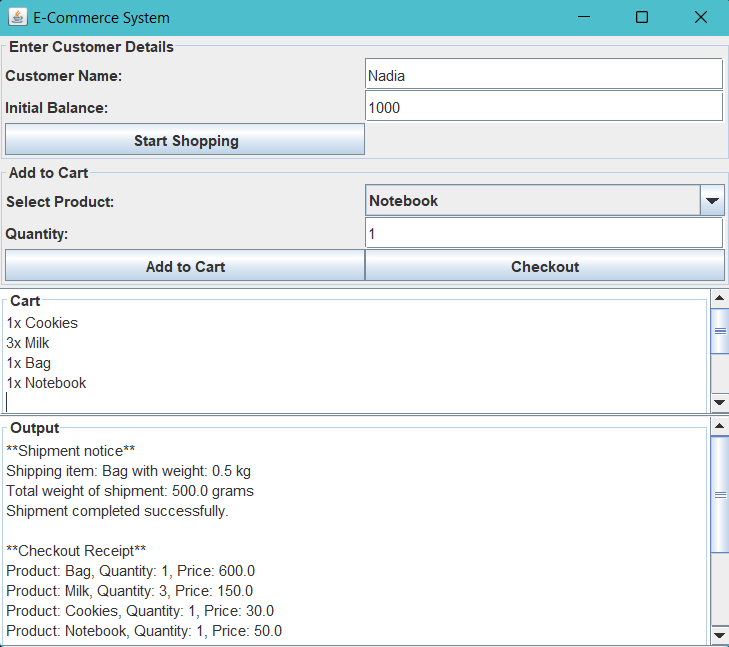 E-Commerce System
Enter Customer Details
Customer Name: Nadia
Initial Balance: 1000
Start Shopping
Add to Cart
Select Product: Notebook
Quantity: 1
Add to Cart Checkout
Cart
1x Cookies
3x Milk
1x Bag
1x Notebook
Output
**Shipment notice**
Shipping item: Bag with weight: 0.5 kg
Total weight of shipment: 500.0 grams
Shipment completed successfully.
**Checkout Receipt**
Product: Bag, Quantity: 1, Price: 600.0
Product: Milk, Quantity: 3, Price: 150.0
Product: Cookies, Quantity: 1, Price: 30.0
Product: Notebook, Quantity: 1, Price: 50.0